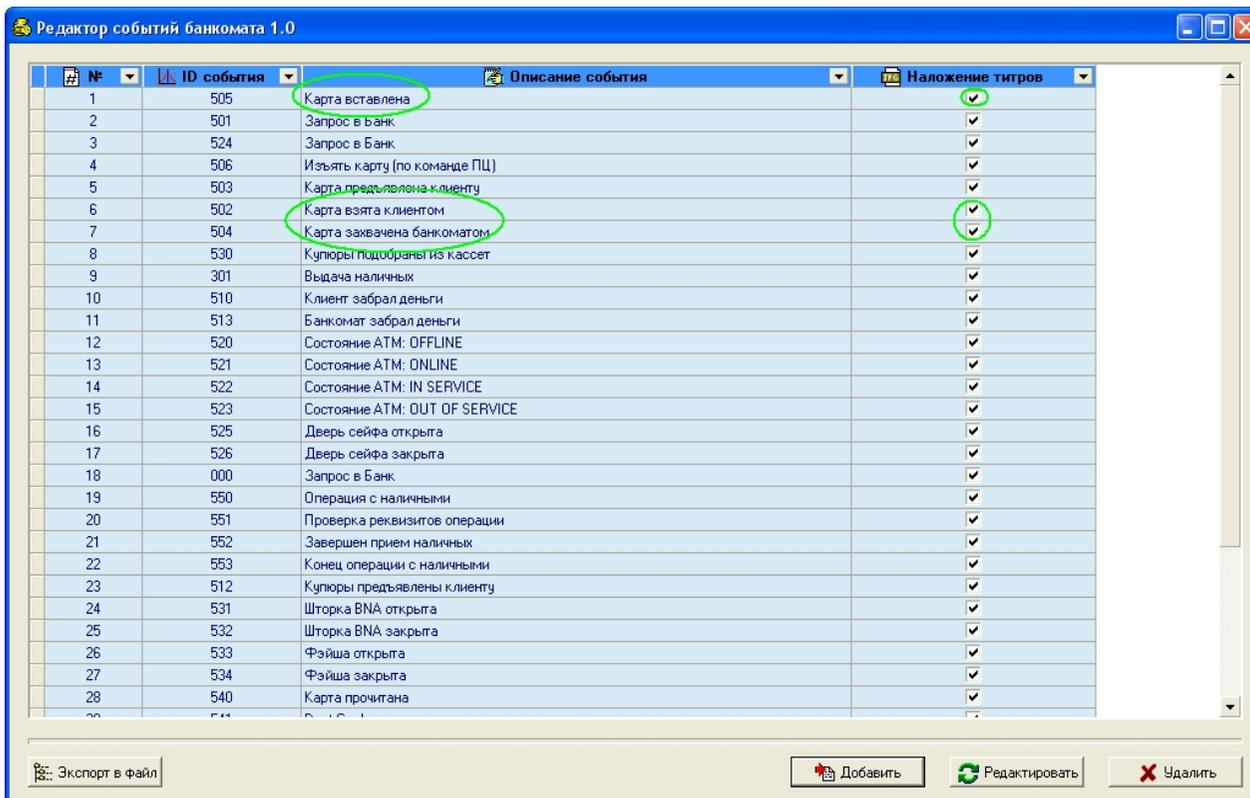 Редактор событий банкомата 1.0
№ ID события Описание события Наложение титров
1 505 Карта вставлена
2 501 Запрос в Банк
3 524 Запрос в Банк
4 506 Изъять карту (по команде ПЦ)
5 503 Карта предъявлена клиенту
6 502 Карта взята клиентом
7 504 Карта захвачена банкоматом
8 530 Купюры подобраны из кассет
9 301 Выдача наличных
10 510 Клиент забрал деньги
11 513 Банкомат забрал деньги
12 520 Состояние ATM: OFFLINE
13 521 Состояние ATM: ONLINE
14 522 Состояние ATM: IN SERVICE
15 523 Состояние ATM: OUT OF SERVICE
16 525 Дверь сейфа открыта
17 526 Дверь сейфа закрыта
18 000 Запрос в Банк
19 550 Операция с наличными
20 551 Проверка реквизитов операции
21 552 Завершен прием наличных
22 553 Конец операции с наличными
23 512 Купюры предъявлены клиенту
24 531 Шторка BNA открыта
25 532 Шторка BNA закрыта
26 533 Фэйша открыта
27 534 Фэйша закрыта
28 540 Карта прочитана
Экспорт в файл Добавить Редактировать Удалить